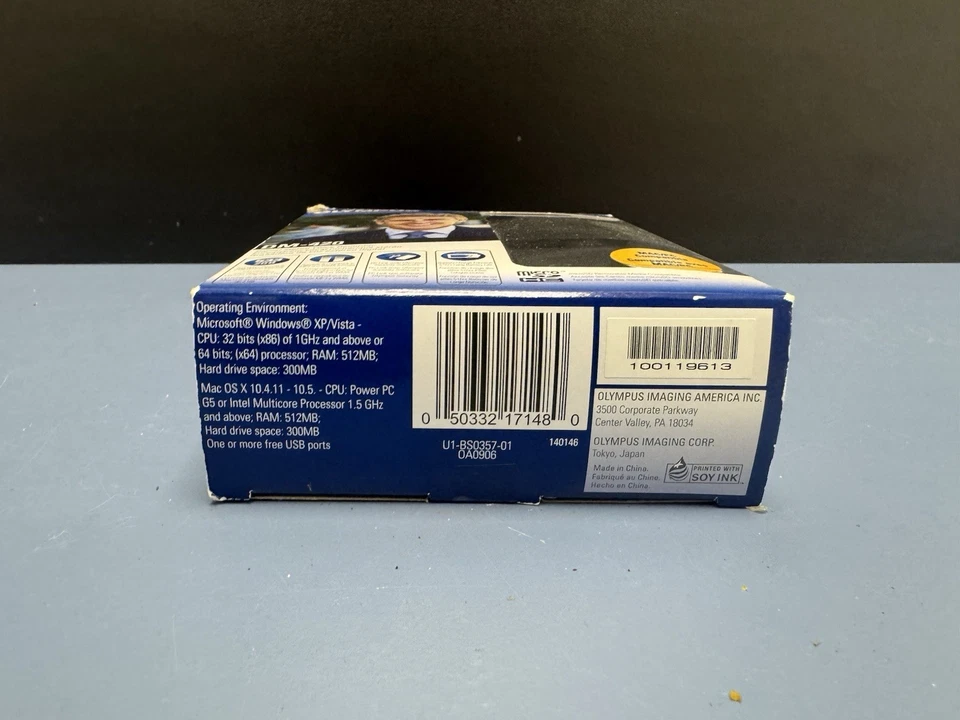 DM-420
micro
Operating Environment:
Microsoft® Windows® XP/Vista -
CPU: 32 bits (x86) of 1GHz and above or
64 bits; (x64) processor; RAM: 512MB;
Hard drive space: 300MB
Mac OS X 10.4.11 - 10.5. - CPU: Power PC
G5 or Intel Multicore Processor 1.5 GHz
and above; RAM: 512MB;
Hard drive space: 300MB
One or more free USB ports
0 50332 17148 0
U1-BS0357-01
OA0906
140146
100119613
OLYMPUS IMAGING AMERICA INC.
3500 Corporate Parkway
Center Valley, PA 18034
OLYMPUS IMAGING CORP.
Tokyo, Japan
Made in China.
Fabriqué au Chine.
Hecho en China.
PRINTED WITH
SOY INK